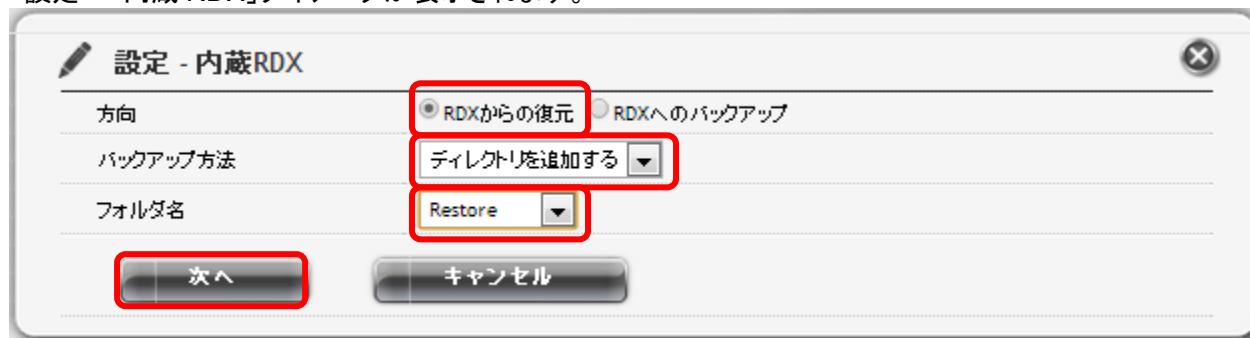 設定 - 内蔵RDX
方向 RDXからの復元 RDXへのバックアップ
バックアップ方法 ディレクトリを追加する
フォルダ名 Restore
次へ キャンセル